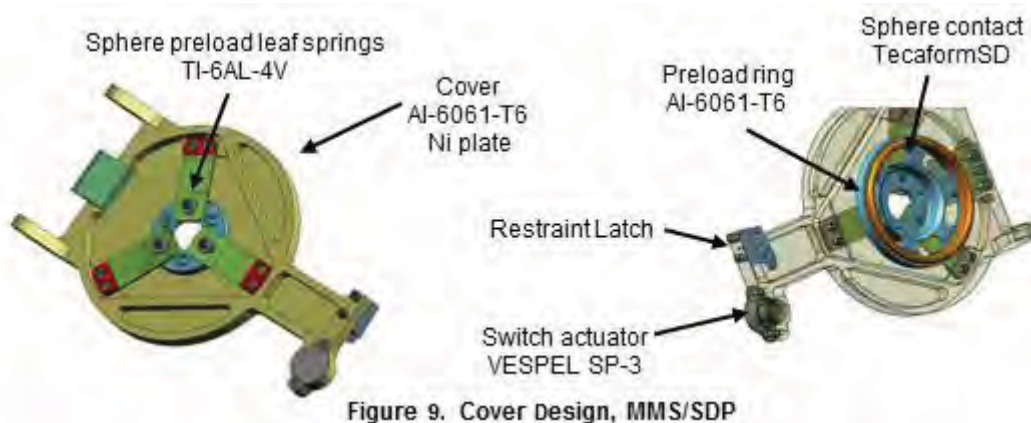 Sphere preload leaf springs
TI-6AL-4V
Cover
Al-6061-T6
Ni plate
Sphere contact
TecaformSD
Preload ring
Al-6061-T6
Restraint Latch
Switch actuator
VESPEL SP-3
Figure 9. Cover Design, MMS/SDP